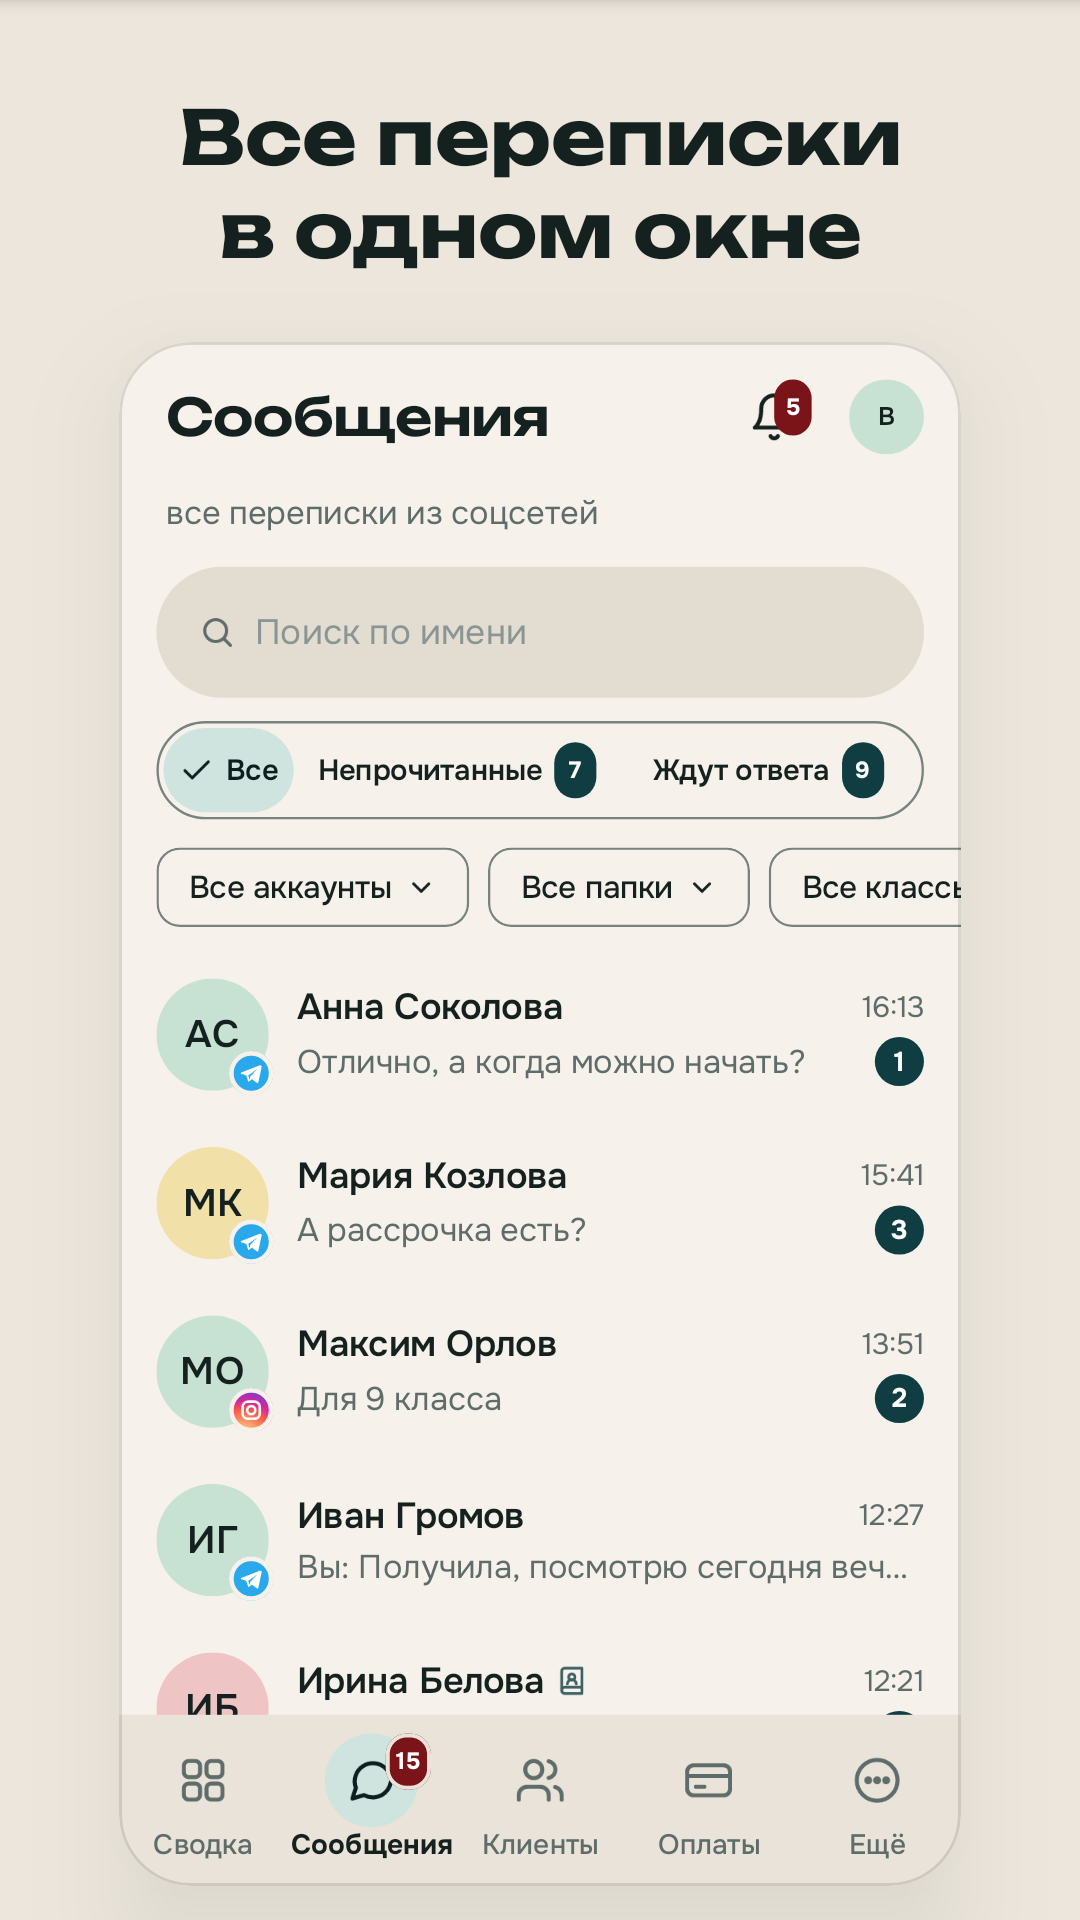 Все переписки
в одном окне
Сообщения
5
В
все переписки из соцсетей
Поиск по имени
Все
Непрочитанные 7
Ждут ответа 9
Все аккаунты
Все папки
Все классы
АС
Анна Соколова
16:13
Отлично, а когда можно начать?
1
МК
Мария Козлова
15:41
А рассрочка есть?
3
МО
Максим Орлов
13:51
Для 9 класса
2
ИГ
Иван Громов
12:27
Вы: Получила, посмотрю сегодня веч...
ИБ
Ирина Белова
12:21
15
Сводка
Сообщения
Клиенты
Оплаты
Ещё